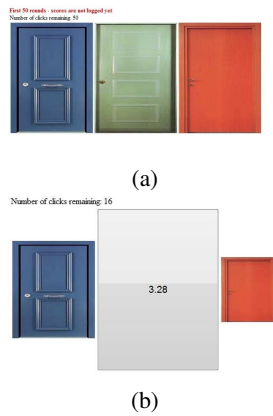 First 50 rounds - scores are not logged yet
Number of clicks remaining: 50
(a)
Number of clicks remaining: 16
3.28
(b)